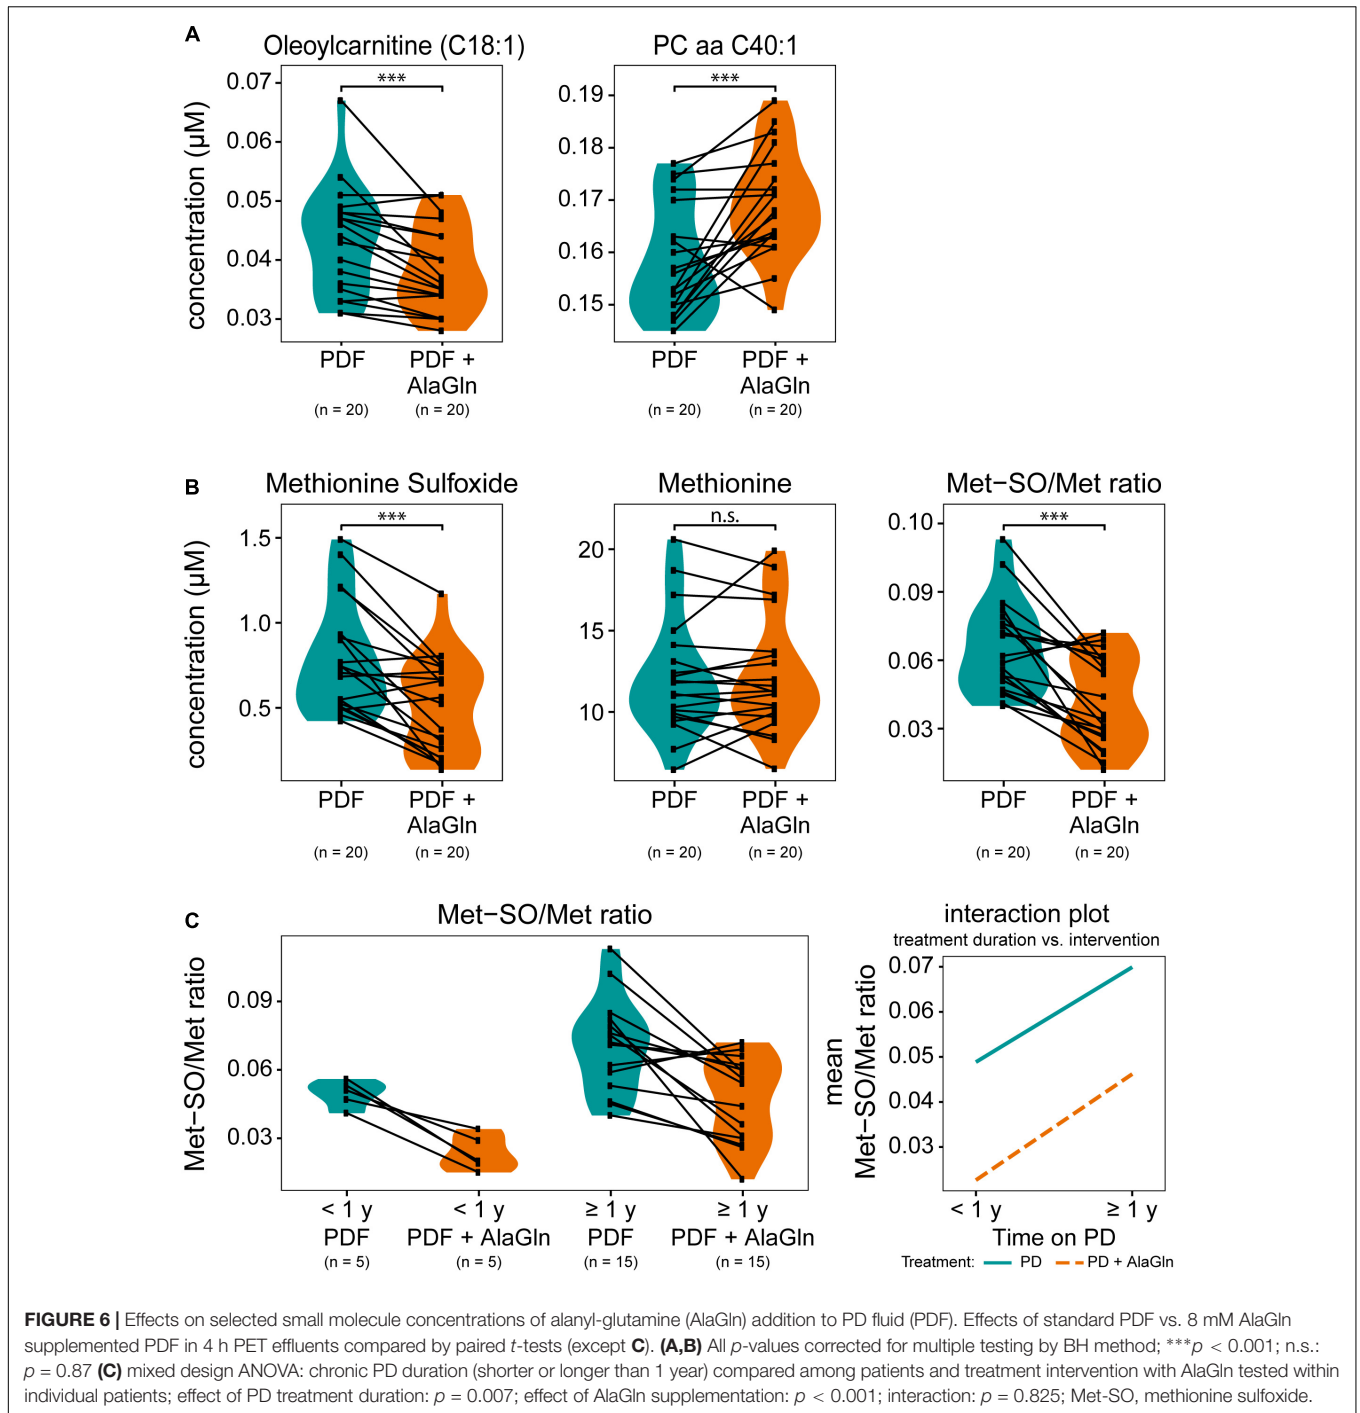 A
Oleoylcarnitine (C18:1)
PC aa C40:1
concentration (µM)
0.07
0.06
0.05
0.04
0.03
***
PDF
PDF +
AlaGln
(n = 20)
(n = 20)
0.19
0.18
0.17
0.16
0.15
***
PDF
PDF +
AlaGln
(n = 20)
(n = 20)
B
Methionine Sulfoxide
Methionine
Met−SO/Met ratio
concentration (µM)
1.5
1.0
0.5
***
PDF
PDF +
AlaGln
(n = 20)
(n = 20)
20
15
10
n.s.
PDF
PDF +
AlaGln
(n = 20)
(n = 20)
0.10
0.09
0.06
0.03
***
PDF
PDF +
AlaGln
(n = 20)
(n = 20)
C
Met−SO/Met ratio
Met−SO/Met ratio
0.09
0.06
0.03
< 1 y
PDF
(n = 5)
< 1 y
PDF + AlaGln
(n = 5)
≥ 1 y
PDF
(n = 15)
≥ 1 y
PDF + AlaGln
(n = 15)
interaction plot
treatment duration vs. intervention
mean
Met−SO/Met ratio
0.07
0.06
0.05
0.04
0.03
< 1 y
≥ 1 y
Time on PD
Treatment: PD PD + AlaGln
FIGURE 6 | Effects on selected small molecule concentrations of alanyl-glutamine (AlaGln) addition to PD fluid (PDF). Effects of standard PDF vs. 8 mM AlaGln
supplemented PDF in 4 h PET effluents compared by paired t-tests (except C). (A,B) All p-values corrected for multiple testing by BH method; ***p < 0.001; n.s.:
p = 0.87 (C) mixed design ANOVA: chronic PD duration (shorter or longer than 1 year) compared among patients and treatment intervention with AlaGln tested within
individual patients; effect of PD treatment duration: p = 0.007; effect of AlaGln supplementation: p < 0.001; interaction: p = 0.825; Met-SO, methionine sulfoxide.